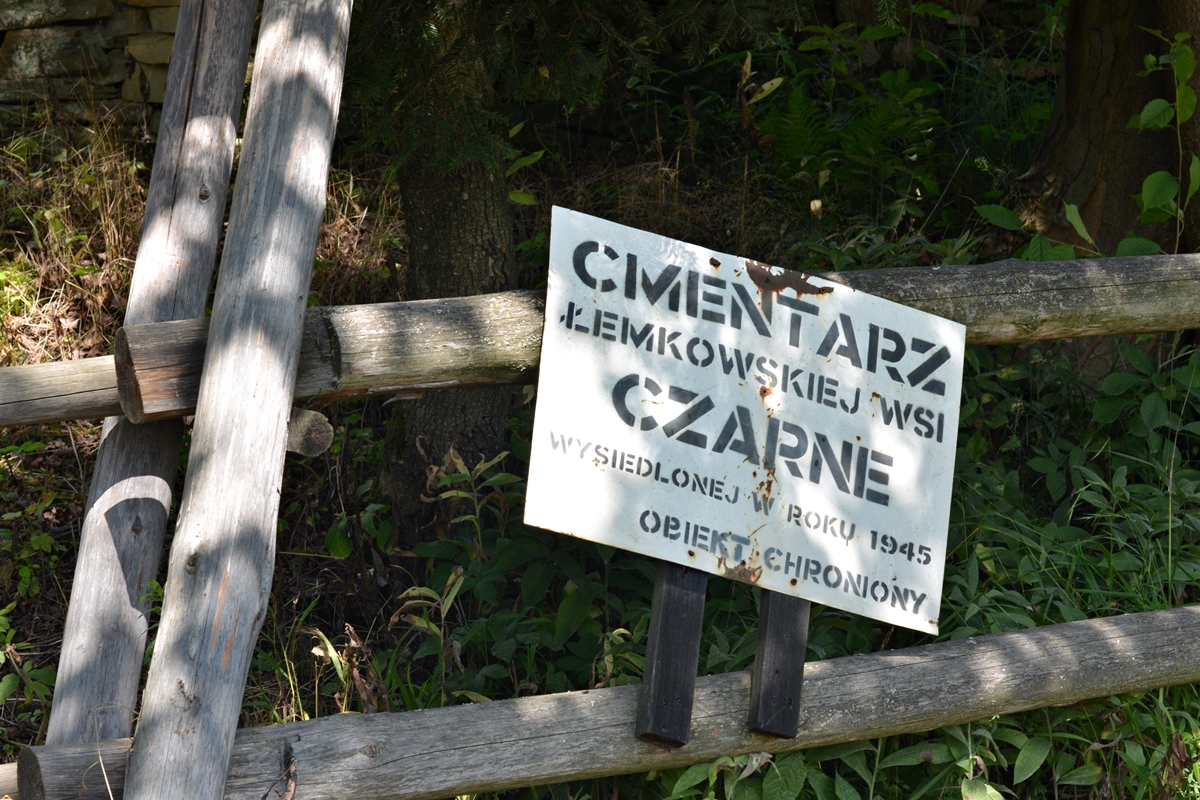 CMENTARZ
ŁEMKOWSKIEJ WSI
CZARNE
WYSIEDLONEJ W ROKU 1945
OBIEKT CHRONIONY